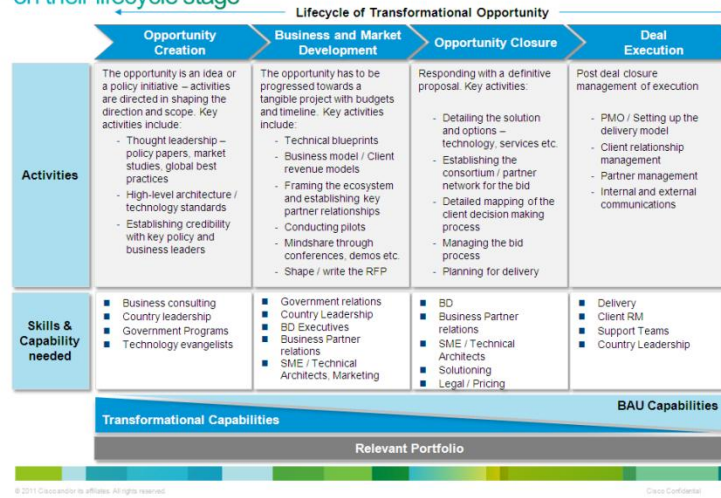 on their lifecycle stage
Lifecycle of Transformational Opportunity
Opportunity
Creation
Business and Market
Development
Opportunity Closure
Deal
Execution
Activities
The opportunity is an idea or
a policy initiative – activities
are directed in shaping the
direction and scope. Key
activities include:
- Thought leadership –
policy papers, market
studies, global best
practices
- High-level architecture /
technology standards
- Establishing credibility
with key policy and
business leaders
The opportunity has to be
progressed towards a
tangible project with budgets
and timeline. Key activities
include:
- Technical blueprints
- Business model / Client
revenue models
- Framing the ecosystem
and establishing key
partner relationships
- Conducting pilots
- Mindshare through
conferences, demos etc.
- Shape / write the RFP
Responding with a definitive
proposal. Key activities:
- Detailing the solution
and options –
technology, services etc.
- Establishing the
consortium / partner
network for the bid
- Detailed mapping of the
client decision making
process
- Managing the bid
process
- Planning for delivery
Post deal closure
management of execution
- PMO / Setting up the
delivery model
- Client relationship
management
- Partner management
- Internal and external
communications
Skills &
Capability
needed
■ Business consulting
■ Country leadership
■ Government Programs
■ Technology evangelists
■ Government relations
■ Country Leadership
■ BD Executives
■ Business Partner
relations
■ SME / Technical
Architects, Marketing
■ BD
■ Business Partner
relations
■ SME / Technical
Architects
■ Solutioning
■ Legal / Pricing
■ Delivery
■ Client RM
■ Support Teams
■ Country Leadership
BAU Capabilities
Transformational Capabilities
Relevant Portfolio
© 2011 Cisco and/or its affiliates. All rights reserved.
Cisco Confidential